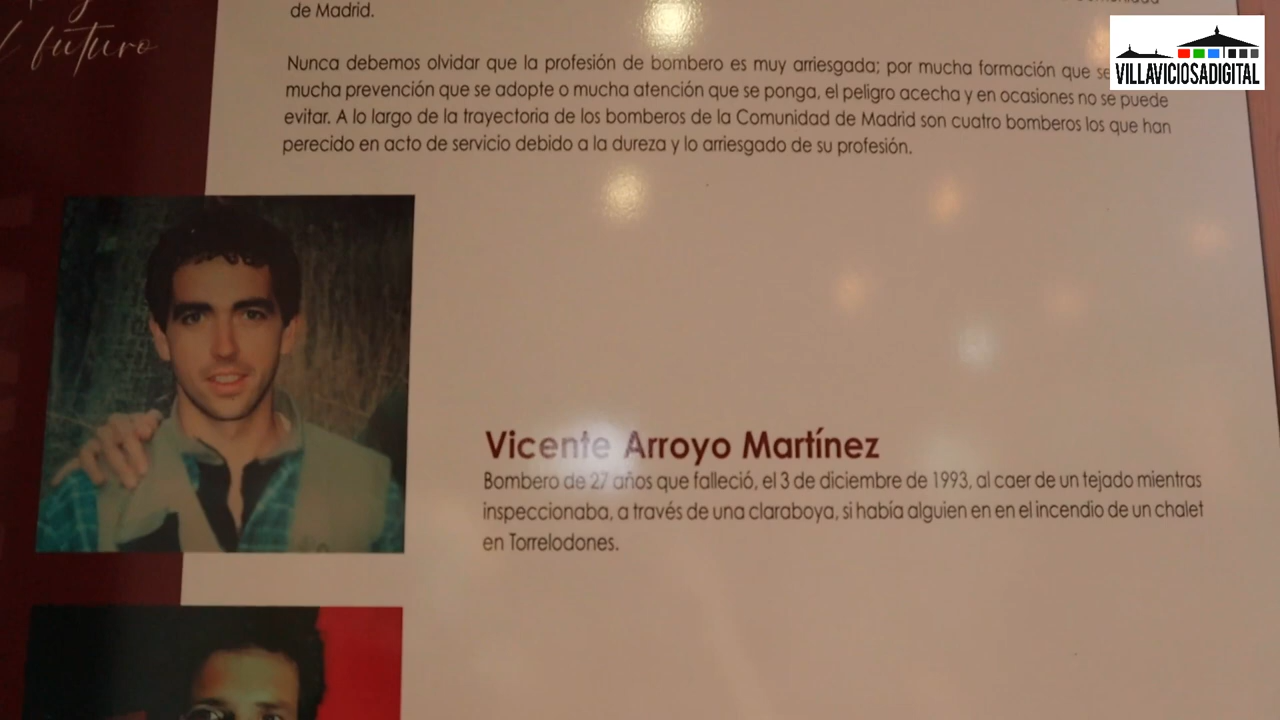 futuro
de Madrid.
Nunca debemos olvidar que la profesión de bombero es muy arriesgada; por mucha formación que se
VILLAVICIOSADIGITAL
mucha prevención que se adopte o mucha atención que se ponga, el peligro acecha y en ocasiones no se puede
evitar. A lo largo de la trayectoria de los bomberos de la Comunidad de Madrid son cuatro bomberos los que han
perecido en acto de servicio debido a la dureza y lo arriesgado de su profesión.
Vicente Arroyo Martínez
Bombero de 27 años que falleció, el 3 de diciembre de 1993, al caer de un tejado mientras
inspeccionaba, a través de una claraboya, si había alguien en en el incendio de un chalet
en Torrelodones.